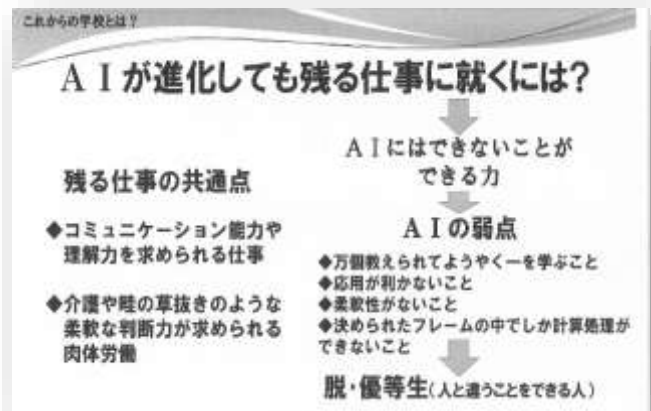 これからの学校とは？
AIが進化しても残る仕事に就くには？
残る仕事の共通点
◆コミュニケーション能力や
理解力を求められる仕事
◆介護や畦の草抜きのような
柔軟な判断力が求められる
肉体労働
AIにはできないことが
できる力
AIの弱点
◆万個教えられてようやく一を学ぶこと
◆応用が利かないこと
◆柔軟性がないこと
◆決められたフレームの中でしか計算処理が
できないこと
脱・優等生（人と違うことをできる人）